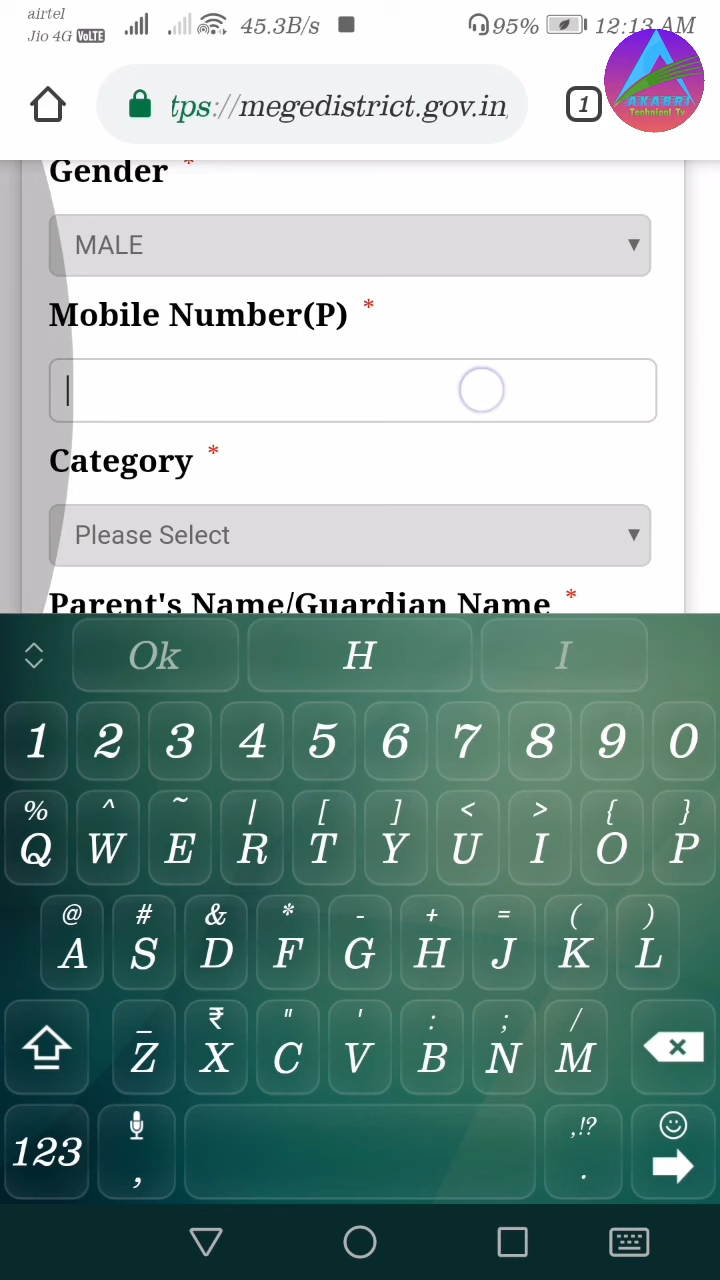 airtel
Jio 4G VoLTE 45.3B/s 95% 12:13 AM
tps://megedistrict.gov.in/ 1
AKABRI
Technical Tv
Gender *
MALE
Mobile Number(P) *
Category *
Please Select
Parent's Name/Guardian Name *
Ok H I
1 2 3 4 5 6 7 8 9 0
% ^ ~ | [ ] < > { }
Q W E R T Y U I O P
@ # & * - + = ( )
A S D F G H J K L
_ ₹ " ' : ; /
Z X C V B N M
123 , ,!? .